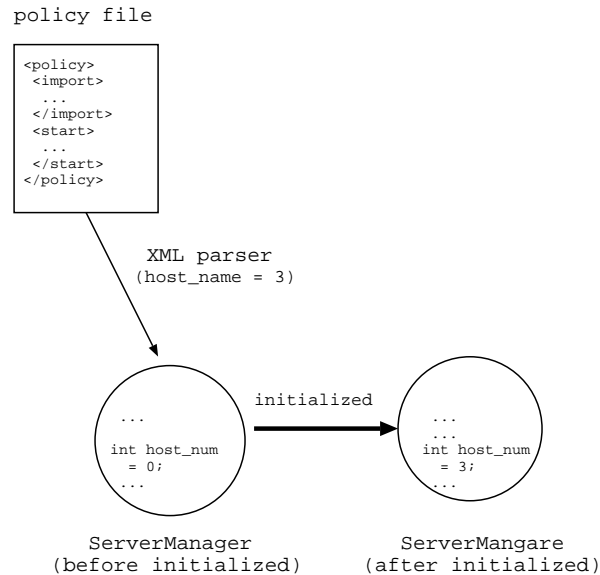 policy file
<policy>
<import>
...
</import>
<start>
...
</start>
</policy>
XML parser
(host_name = 3)
initialized
...
int host_num
= 0;
...
...
...
int host_num
= 3;
...
ServerManager
(before initialized)
ServerMangare
(after initialized)